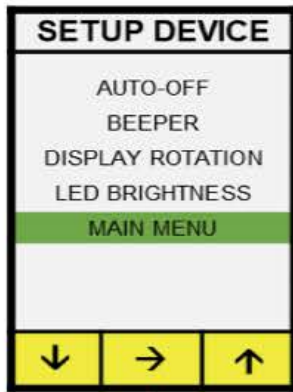 SETUP DEVICE
AUTO-OFF
BEEPER
DISPLAY ROTATION
LED BRIGHTNESS
MAIN MENU
↓ → ↑